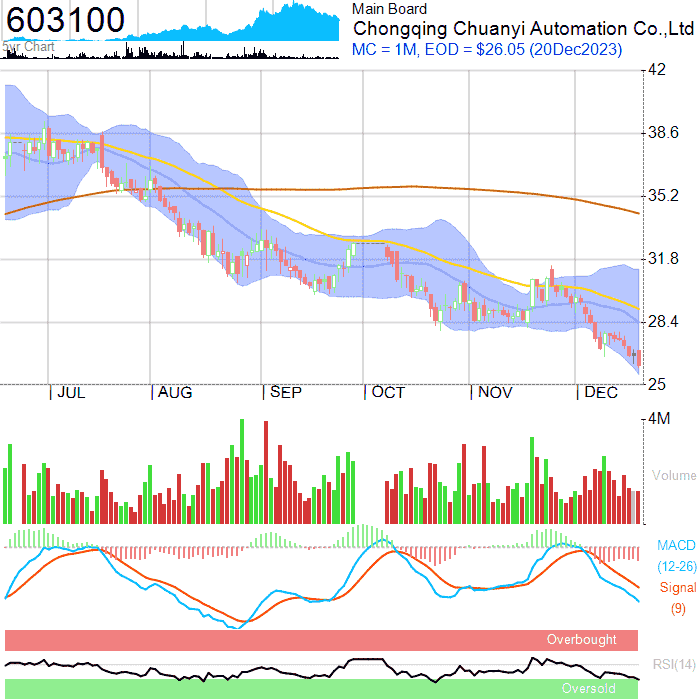 603100
5yr Chart
Main Board
Chongqing Chuanyi Automation Co.,Ltd
MC = 1M, EOD = $26.05 (20Dec2023)
42
38.6
35.2
31.8
28.4
25
| JUL | AUG | SEP | OCT | NOV | DEC
4M
Volume
MACD
(12-26)
Signal
(9)
Overbought
RSI(14)
Oversold